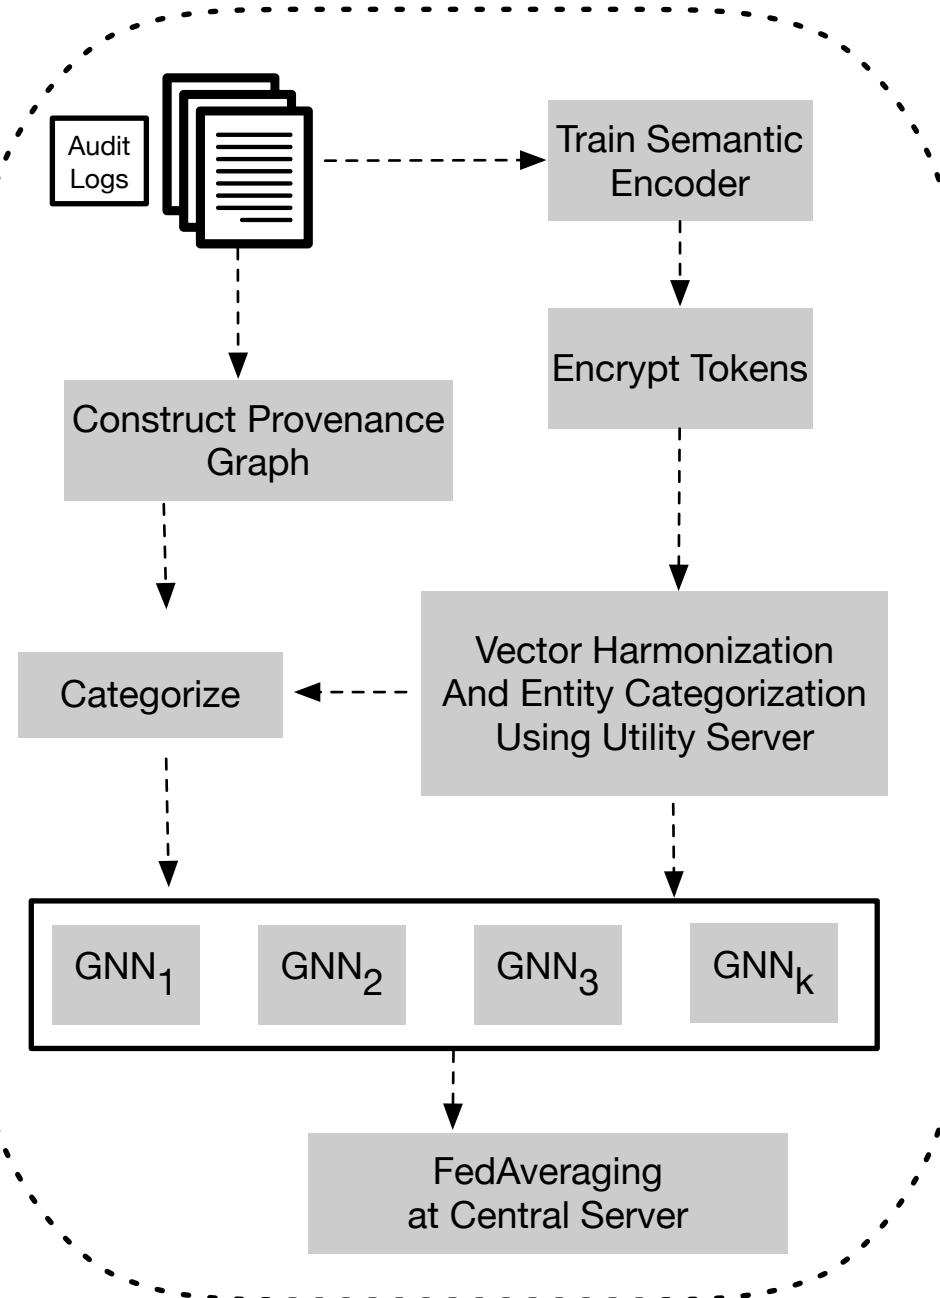 Audit
Logs
Train Semantic
Encoder
Encrypt Tokens
Construct Provenance
Graph
Vector Harmonization
And Entity Categorization
Using Utility Server
Categorize
GNN1
GNN2
GNN3
GNNk
FedAveraging
at Central Server